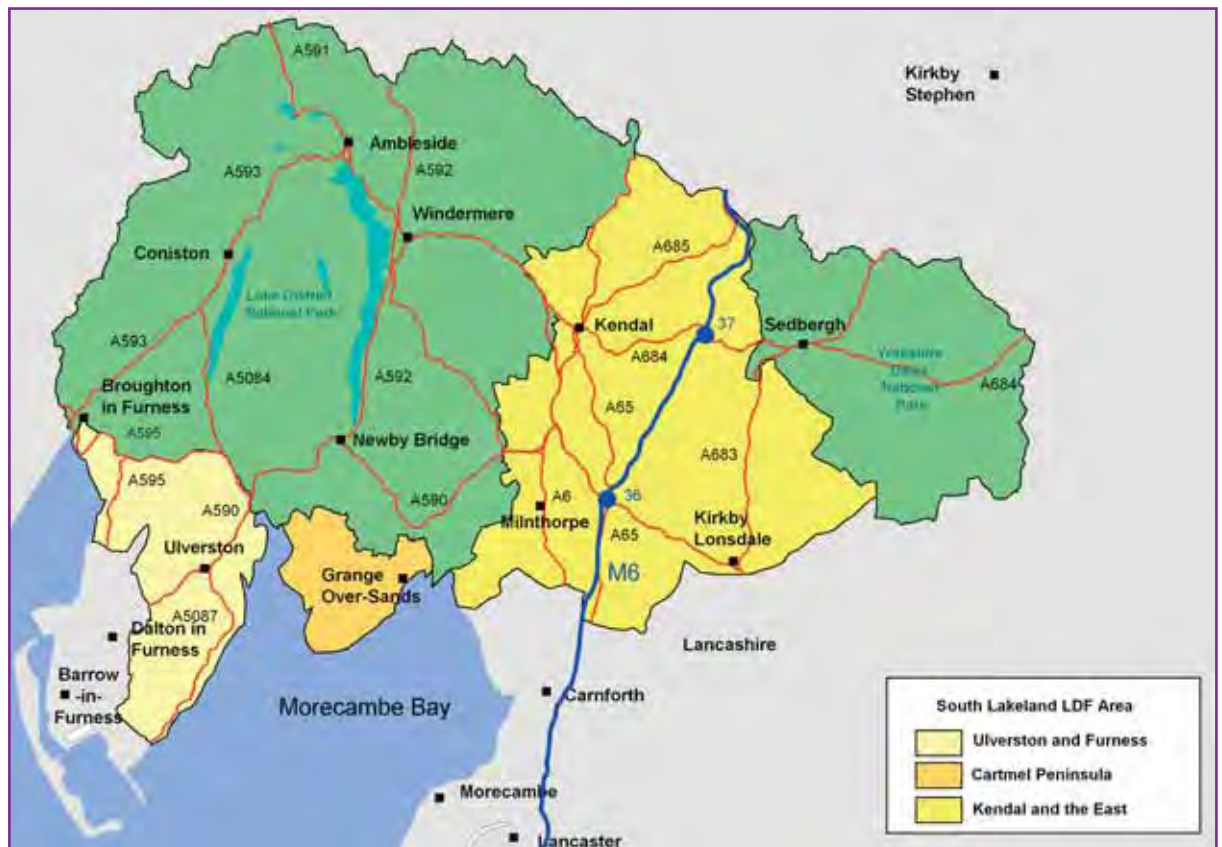 A591
Kirkby
Stephen
Ambleside
A593
A592
Windermere
Coniston
A685
Lake District
National Park
Kendal
37
Sedbergh
A593
A684
Yorkshire
Dales
National
Park
A684
A5084
A592
Broughton
in Furness
A65
A595
Newby Bridge
A683
A595
A590
A590
A6
36
Milnthorpe
Kirkby
Lonsdale
A65
Ulverston
M6
Grange
Over-Sands
A5087
Dalton in
Furness
Lancashire
Barrow
-in-
Furness
Morecambe Bay
Carnforth
South Lakeland LDF Area
Ulverston and Furness
Cartmel Peninsula
Kendal and the East
Morecambe
Lancaster